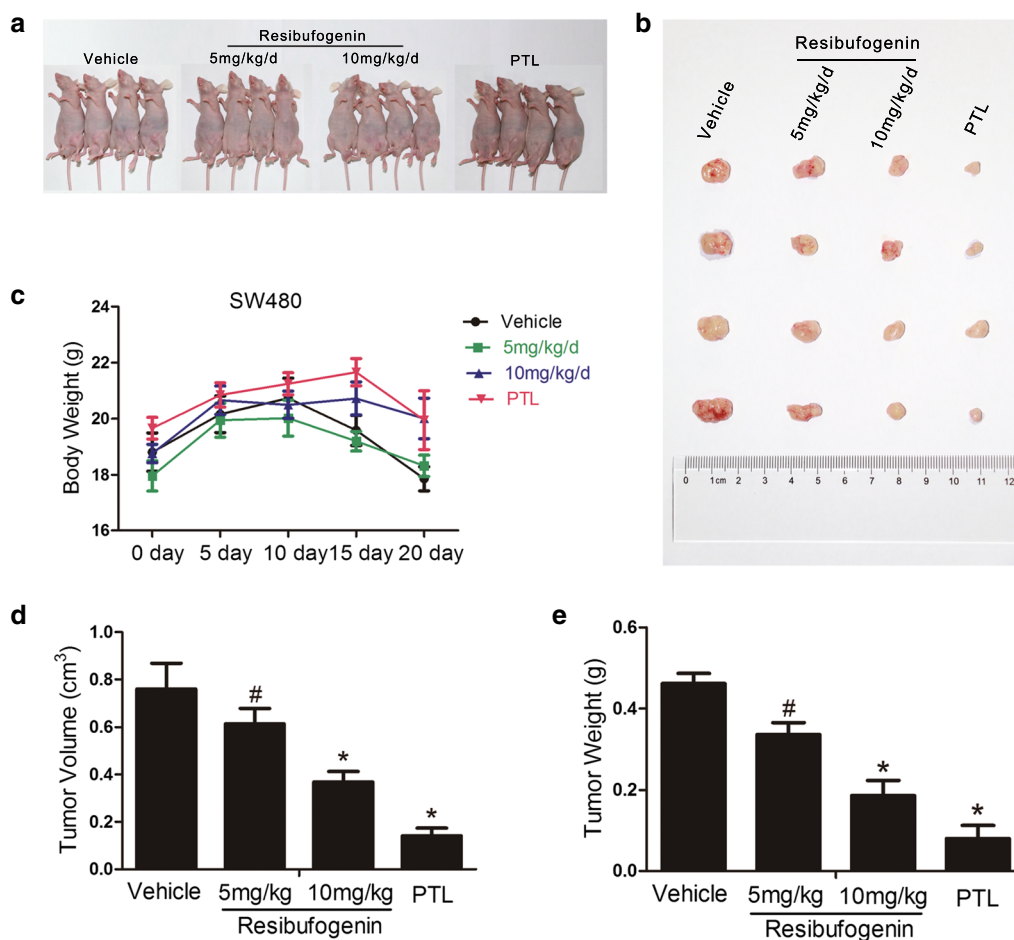 a
Resibufogenin
Vehicle
5mg/kg/d
10mg/kg/d
PTL
b
Resibufogenin
Vehicle
5mg/kg/d
10mg/kg/d
PTL
0 1cm 2 3 4 5 6 7 8 9 10 11 12
c
SW480
Body Weight (g)
24
22
20
18
16
0 day 5 day 10 day 15 day 20 day
Vehicle
5mg/kg/d
10mg/kg/d
PTL
d
Tumor Volume (cm³)
1.0
0.8
0.6
0.4
0.2
0.0
#
*
*
Vehicle 5mg/kg 10mg/kg PTL
Resibufogenin
e
Tumor Weight (g)
0.6
0.4
0.2
0.0
#
*
*
Vehicle 5mg/kg 10mg/kg PTL
Resibufogenin